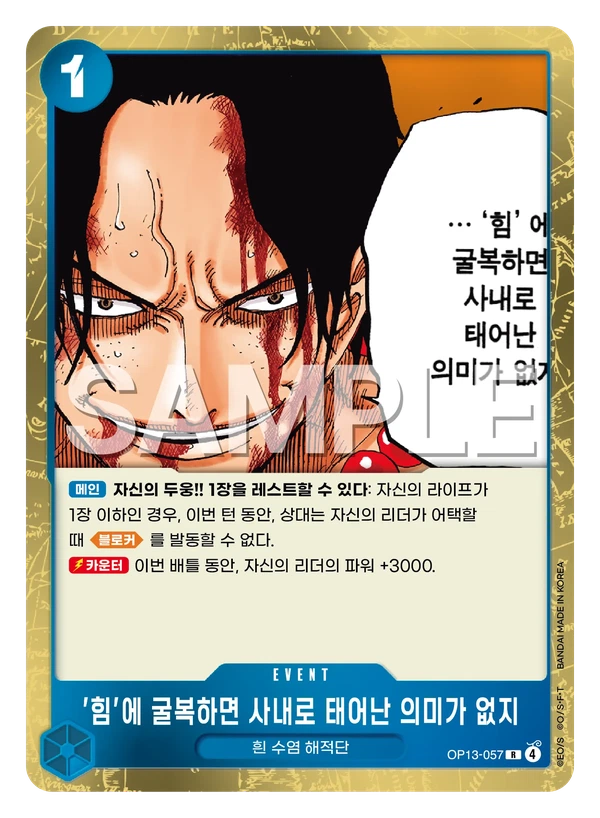 1
… ‘힘’ 에
굴복하면
사내로
태어난
의미가 없지
SAMPLE
메인 자신의 두웅!! 1장을 레스트할 수 있다: 자신의 라이프가
1장 이하인 경우, 이번 턴 동안, 상대는 자신의 리더가 어택할
때 블로커 를 발동할 수 없다.
카운터 이번 배틀 동안, 자신의 리더의 파워 +3000.
EVENT
'힘'에 굴복하면 사내로 태어난 의미가 없지
흰 수염 해적단
OP13-057 R 4
©E.O/S ©O/S·F·T BANDAI MADE IN KOREA